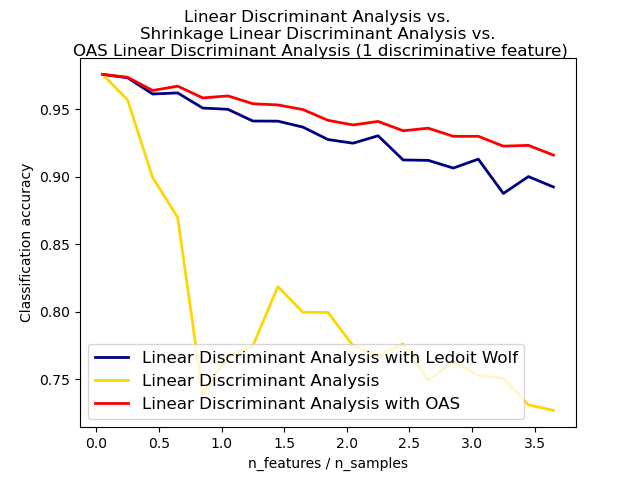 Linear Discriminant Analysis vs.
Shrinkage Linear Discriminant Analysis vs.
OAS Linear Discriminant Analysis (1 discriminative feature)
Classification accuracy
0.95
0.90
0.85
0.80
0.75
Linear Discriminant Analysis with Ledoit Wolf
Linear Discriminant Analysis
Linear Discriminant Analysis with OAS
0.0 0.5 1.0 1.5 2.0 2.5 3.0 3.5
n_features / n_samples